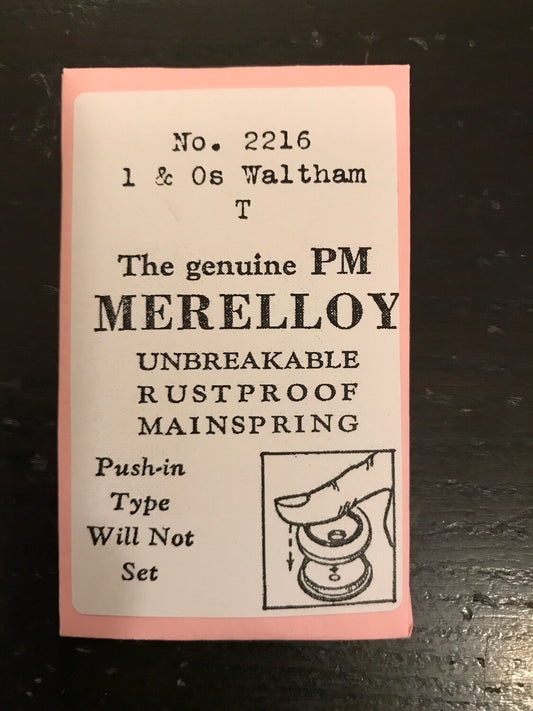 No. 2216
1 & 0s Waltham
T
The genuine PM
MERELLOY
UNBREAKABLE
RUSTPROOF
MAINSPRING
Push-in
Type
Will Not
Set